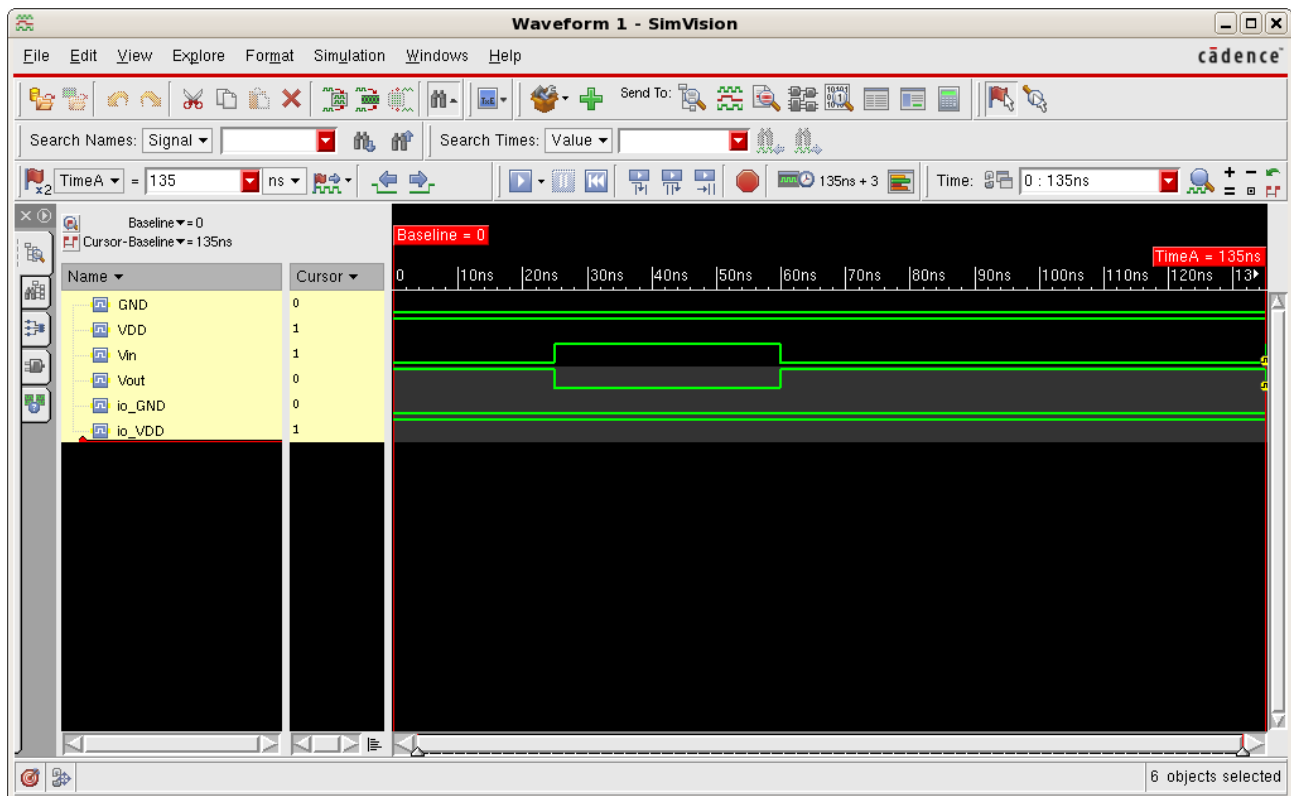 Waveform 1 - SimVision
File Edit View Explore Format Simulation Windows Help cādence
Send To:
Search Names: Signal Search Times: Value
x2 TimeA = 135 ns 135ns + 3 Time: 0 : 135ns
Baseline = 0
Cursor-Baseline = 135ns
Baseline = 0
TimeA = 135ns
Name Cursor 0 10ns 20ns 30ns 40ns 50ns 60ns 70ns 80ns 90ns 100ns 110ns 120ns 13
GND 0
VDD 1
Vin 1
Vout 0
io_GND 0
io_VDD 1
6 objects selected